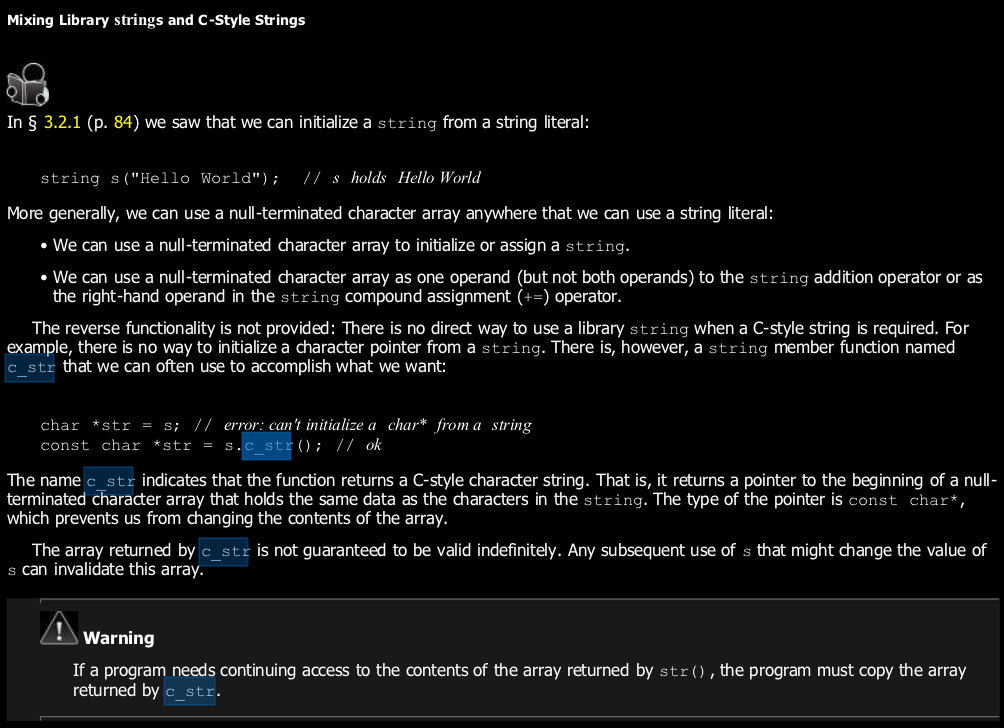 Mixing Library strings and C-Style Strings
In § 3.2.1 (p. 84) we saw that we can initialize a string from a string literal:
string s("Hello World");  // s holds Hello World
More generally, we can use a null-terminated character array anywhere that we can use a string literal:
• We can use a null-terminated character array to initialize or assign a string.
• We can use a null-terminated character array as one operand (but not both operands) to the string addition operator or as
the right-hand operand in the string compound assignment (+=) operator.
The reverse functionality is not provided: There is no direct way to use a library string when a C-style string is required. For
example, there is no way to initialize a character pointer from a string. There is, however, a string member function named
c_str that we can often use to accomplish what we want:
char *str = s; // error: can't initialize a char* from a string
const char *str = s.c_str(); // ok
The name c_str indicates that the function returns a C-style character string. That is, it returns a pointer to the beginning of a null-
terminated character array that holds the same data as the characters in the string. The type of the pointer is const char*,
which prevents us from changing the contents of the array.
The array returned by c_str is not guaranteed to be valid indefinitely. Any subsequent use of s that might change the value of
s can invalidate this array.
Warning
If a program needs continuing access to the contents of the array returned by str(), the program must copy the array
returned by c_str.